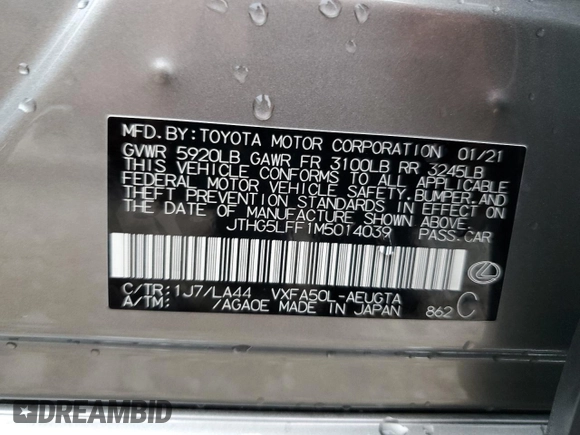 MFD. BY: TOYOTA MOTOR CORPORATION 01/21
GVWR 5920LB GAWR FR 3100LB RR 3245LB
THIS VEHICLE CONFORMS TO ALL APPLICABLE
FEDERAL MOTOR VEHICLE SAFETY, BUMPER, AND
THEFT PREVENTION STANDARDS IN EFFECT ON
THE DATE OF MANUFACTURE SHOWN ABOVE.
JTHG5LFF1M5014039 PASS.CAR
C/TR: 1J7/LA44 VXFA50L-AEUGTA
A/TM: /AGA0E MADE IN JAPAN 862 C
DREAMBID